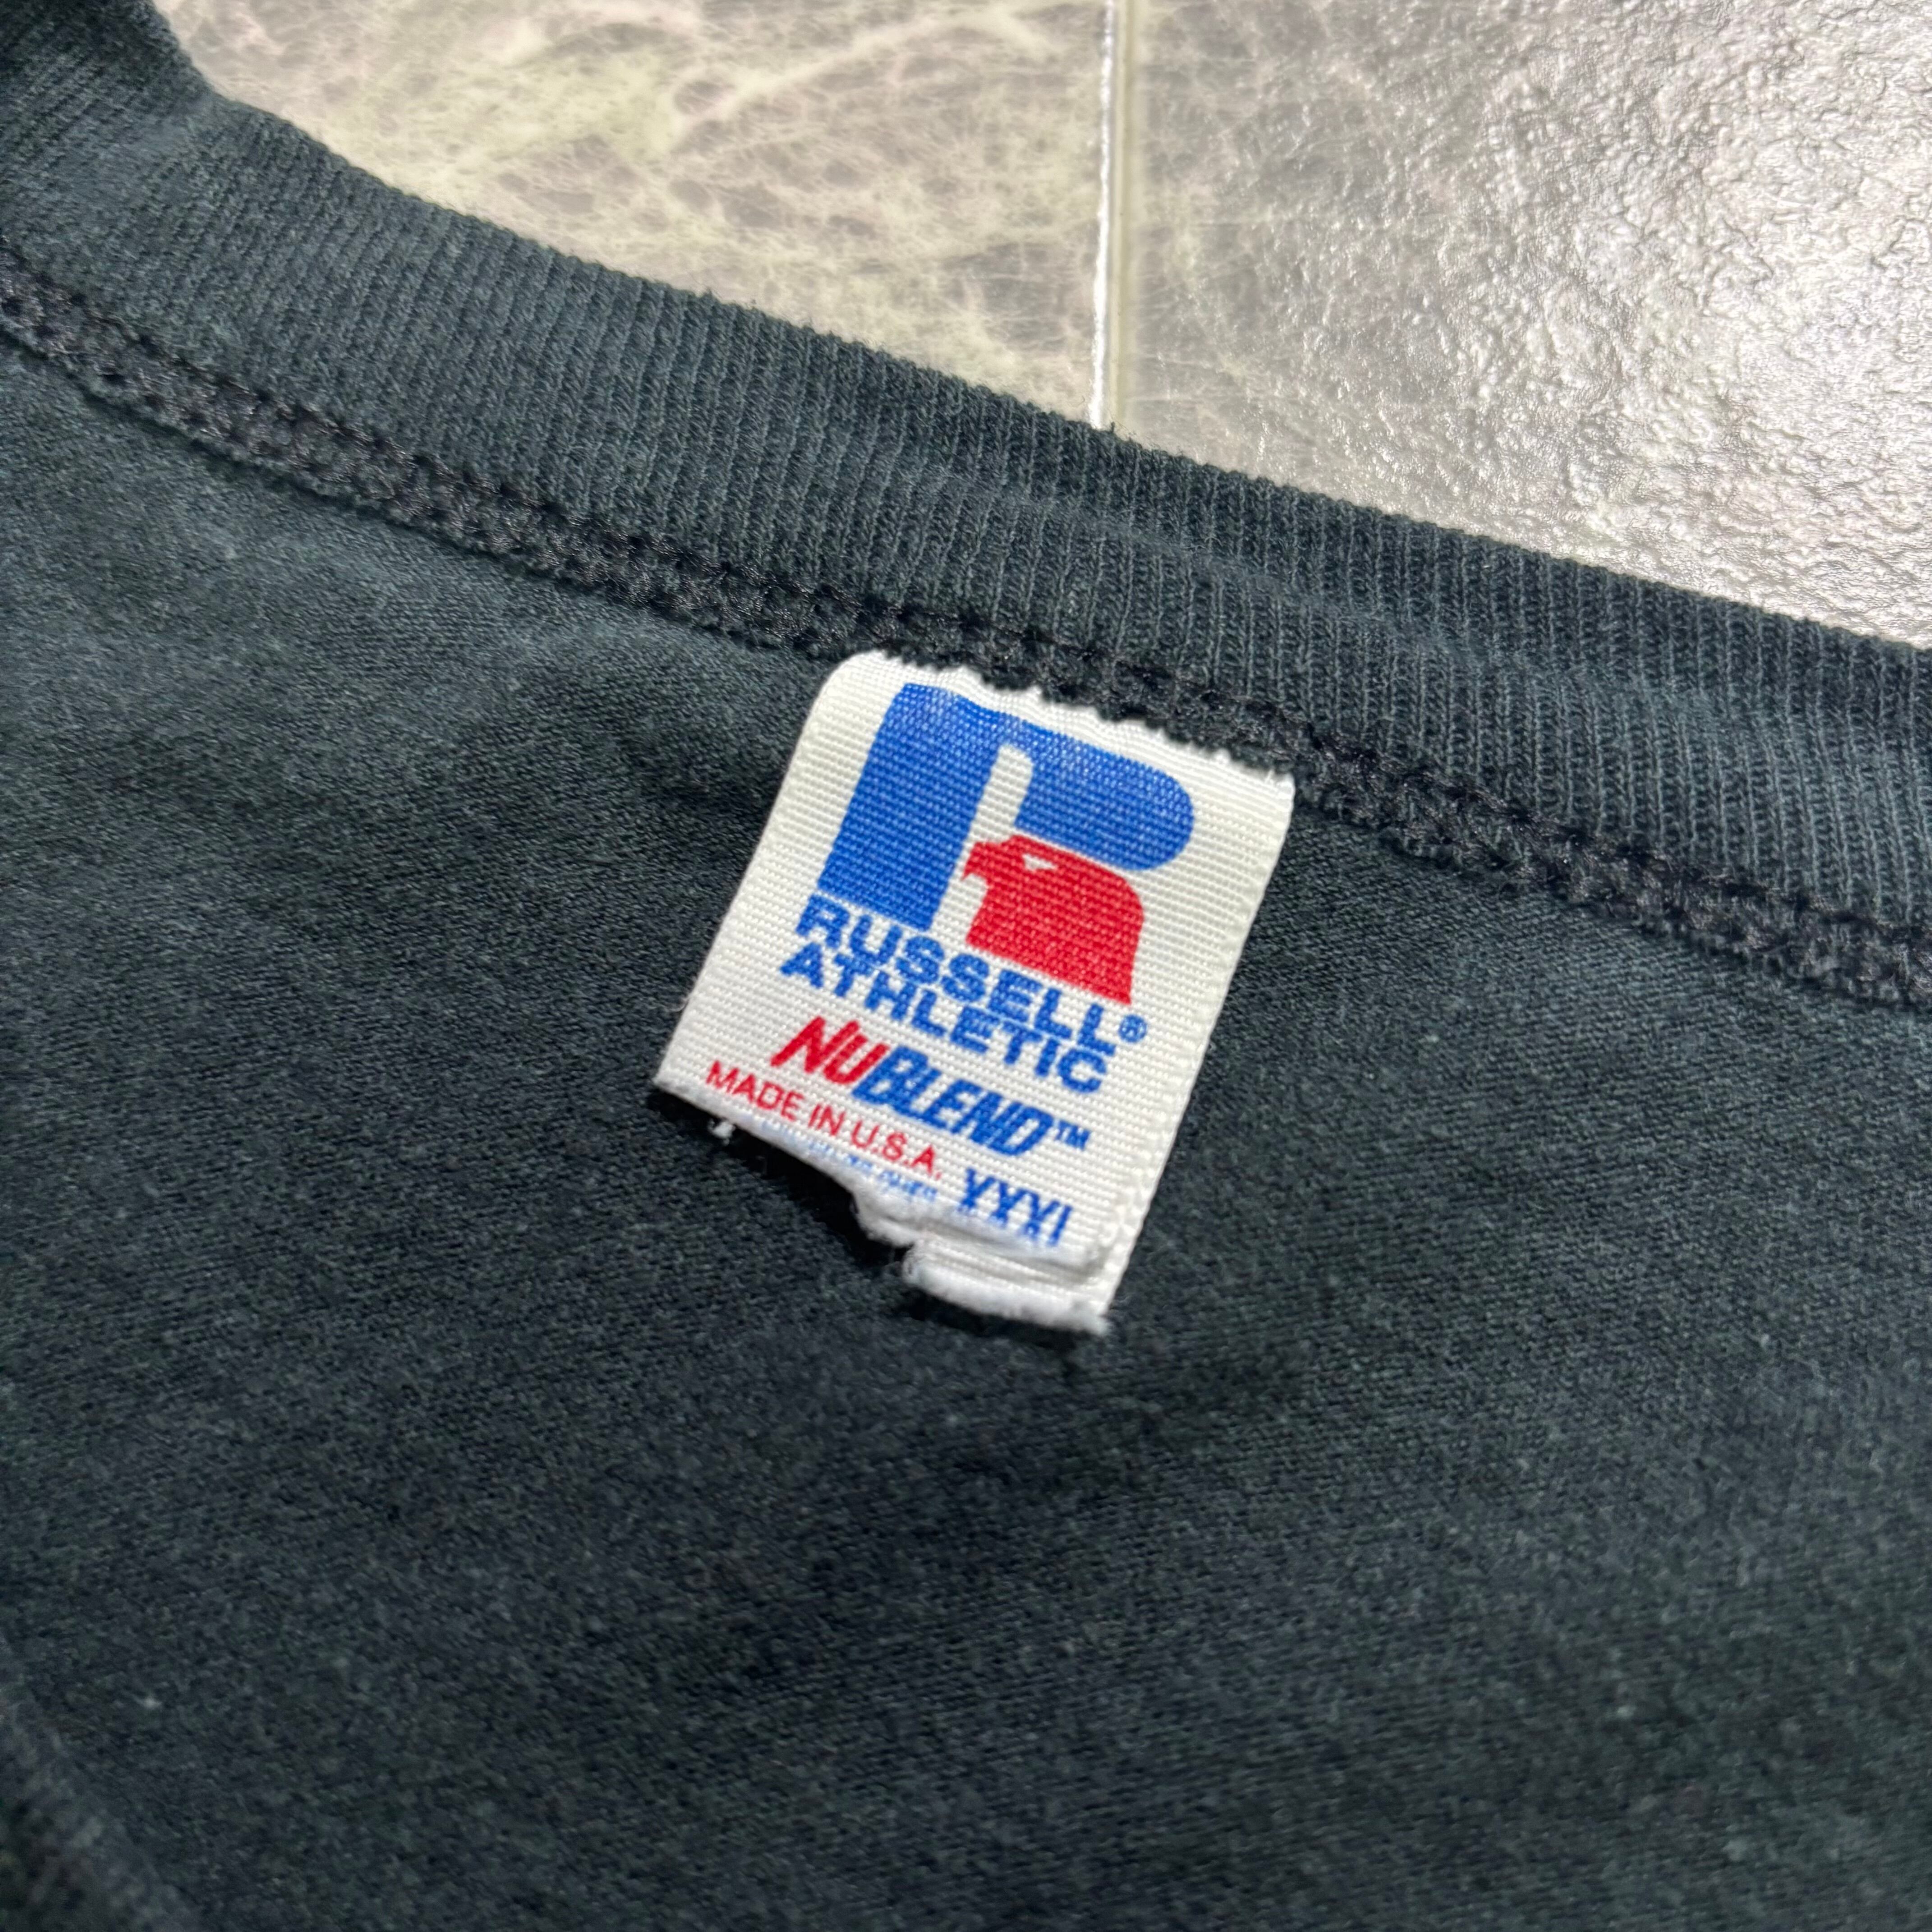 RUSSELL®
ATHLETIC
NUBLEND™
MADE IN U.S.A.